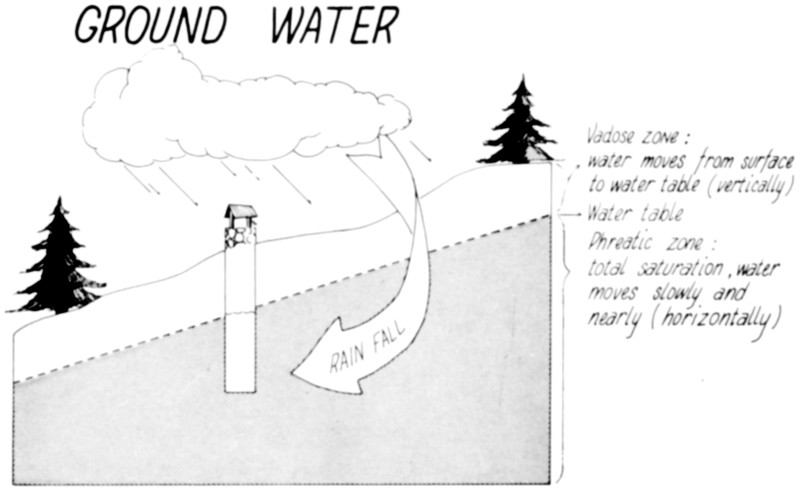 GROUND WATER
Vadose zone :
water moves from surface
to water table (vertically)
Water table
Phreatic zone :
total saturation, water
moves slowly and
nearly (horizontally)
RAIN FALL